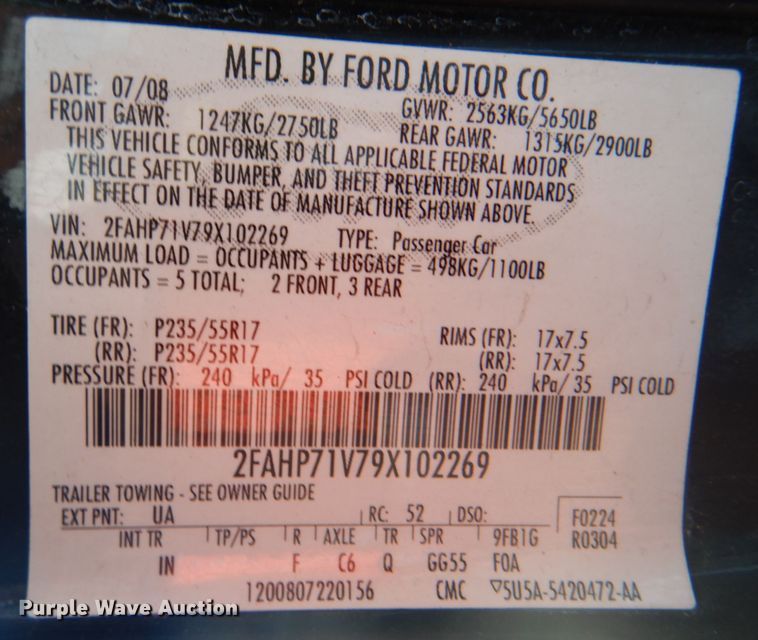 MFD. BY FORD MOTOR CO.
DATE: 07/08 GVWR: 2563KG/5650LB
FRONT GAWR: 1247KG/2750LB REAR GAWR: 1315KG/2900LB
THIS VEHICLE CONFORMS TO ALL APPLICABLE FEDERAL MOTOR
VEHICLE SAFETY, BUMPER, AND THEFT PREVENTION STANDARDS
IN EFFECT ON THE DATE OF MANUFACTURE SHOWN ABOVE.
VIN: 2FAHP71V79X102269 TYPE: Passenger Car
MAXIMUM LOAD = OCCUPANTS + LUGGAGE = 498KG/1100LB
OCCUPANTS = 5 TOTAL; 2 FRONT, 3 REAR
TIRE (FR): P235/55R17 RIMS (FR): 17x7.5
(RR): P235/55R17 (RR): 17x7.5
PRESSURE (FR): 240 kPa/ 35 PSI COLD (RR): 240 kPa/ 35 PSI COLD
2FAHP71V79X102269
TRAILER TOWING - SEE OWNER GUIDE
EXT PNT: UA RC: 52 DSO: F0224
INT TR TP/PS R AXLE TR SPR 9FB1G R0304
IN F C6 Q GG55 FOA
1200807220156 CMC ▽5U5A-5420472-AA
Purple Wave Auction